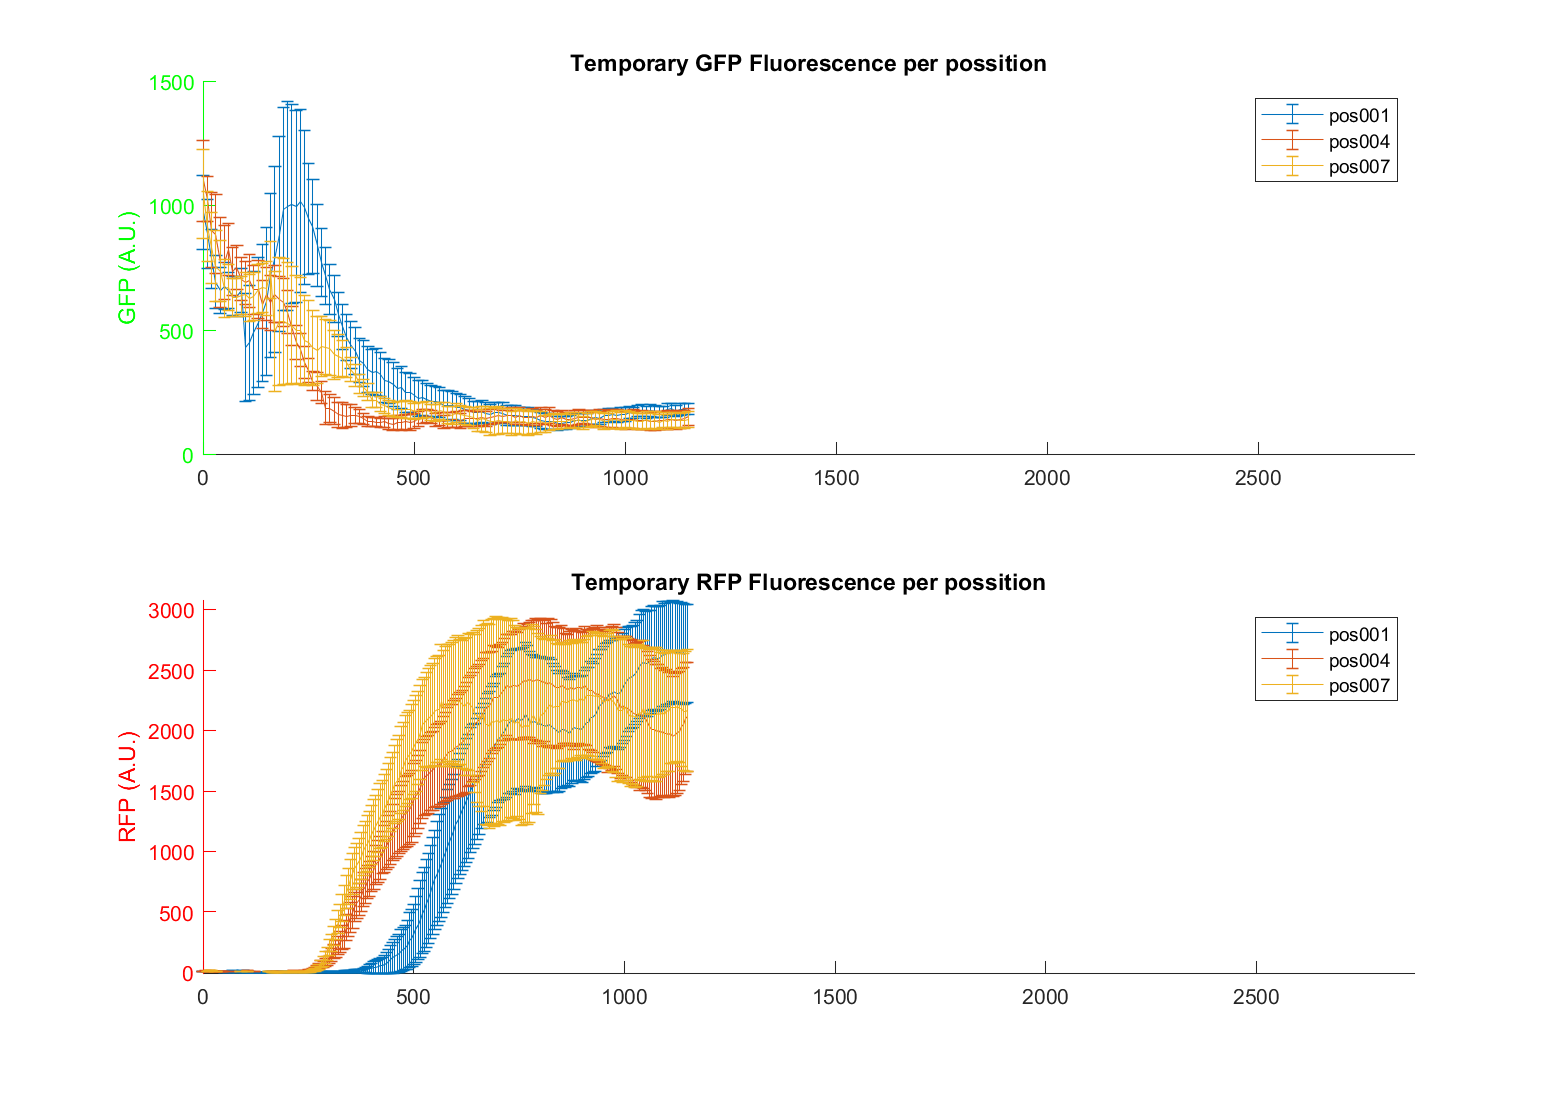 Temporary GFP Fluorescence per possition
GFP (A.U.)
1500
1000
500
0
0 500 1000 1500 2000 2500
pos001
pos004
pos007
Temporary RFP Fluorescence per possition
RFP (A.U.)
3000
2500
2000
1500
1000
500
0
0 500 1000 1500 2000 2500
pos001
pos004
pos007